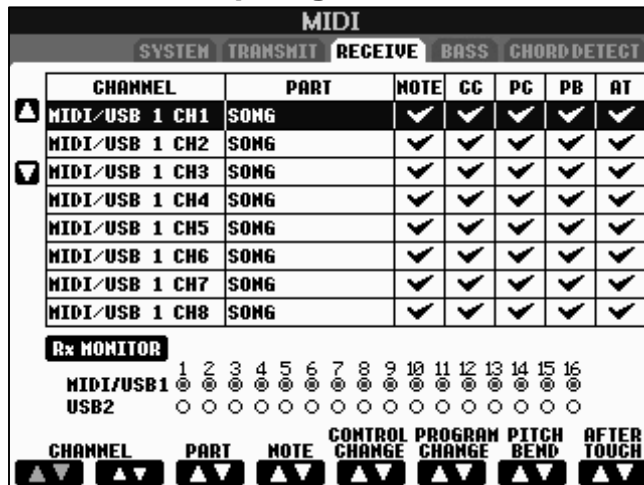 MIDI
SYSTEM TRANSMIT RECEIVE BASS CHORD DETECT
CHANNEL PART NOTE CC PC PB AT
MIDI/USB 1 CH1 SONG
MIDI/USB 1 CH2 SONG
MIDI/USB 1 CH3 SONG
MIDI/USB 1 CH4 SONG
MIDI/USB 1 CH5 SONG
MIDI/USB 1 CH6 SONG
MIDI/USB 1 CH7 SONG
MIDI/USB 1 CH8 SONG
Rx MONITOR
1 2 3 4 5 6 7 8 9 10 11 12 13 14 15 16
MIDI/USB1
USB2
CHANNEL PART NOTE CONTROL CHANGE PROGRAM CHANGE PITCH BEND AFTER TOUCH